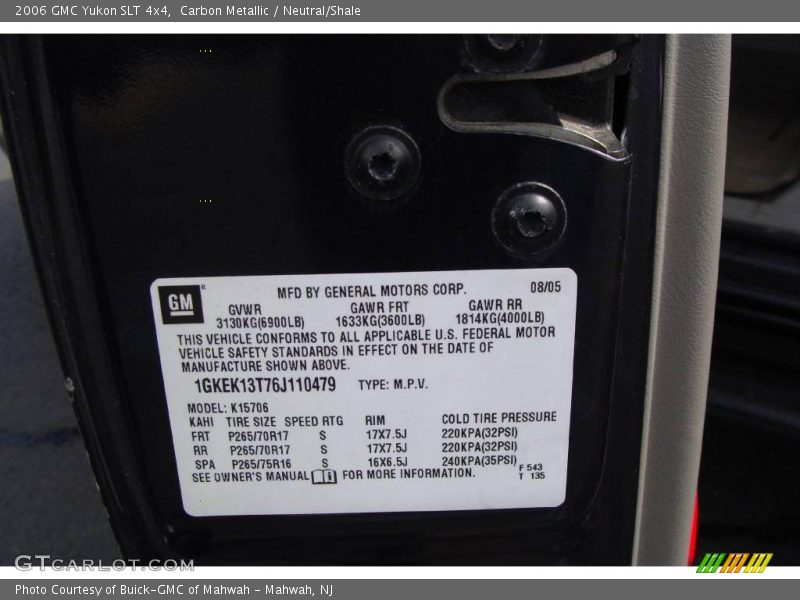 2006 GMC Yukon SLT 4x4,  Carbon Metallic / Neutral/Shale
GM
MFD BY GENERAL MOTORS CORP. 08/05
GVWR GAWR FRT GAWR RR
3130KG(6900LB) 1633KG(3600LB) 1814KG(4000LB)
THIS VEHICLE CONFORMS TO ALL APPLICABLE U.S. FEDERAL MOTOR
VEHICLE SAFETY STANDARDS IN EFFECT ON THE DATE OF
MANUFACTURE SHOWN ABOVE.
1GKEK13T76J110479 TYPE: M.P.V.
MODEL: K15706
KAHI TIRE SIZE SPEED RTG RIM COLD TIRE PRESSURE
FRT P265/70R17 S 17X7.5J 220KPA(32PSI)
RR P265/70R17 S 17X7.5J 220KPA(32PSI)
SPA P265/75R16 S 16X6.5J 240KPA(35PSI)
SEE OWNER'S MANUAL FOR MORE INFORMATION.
F 543
T 135
GTCarLot.com
Photo Courtesy of Buick-GMC of Mahwah - Mahwah, NJ